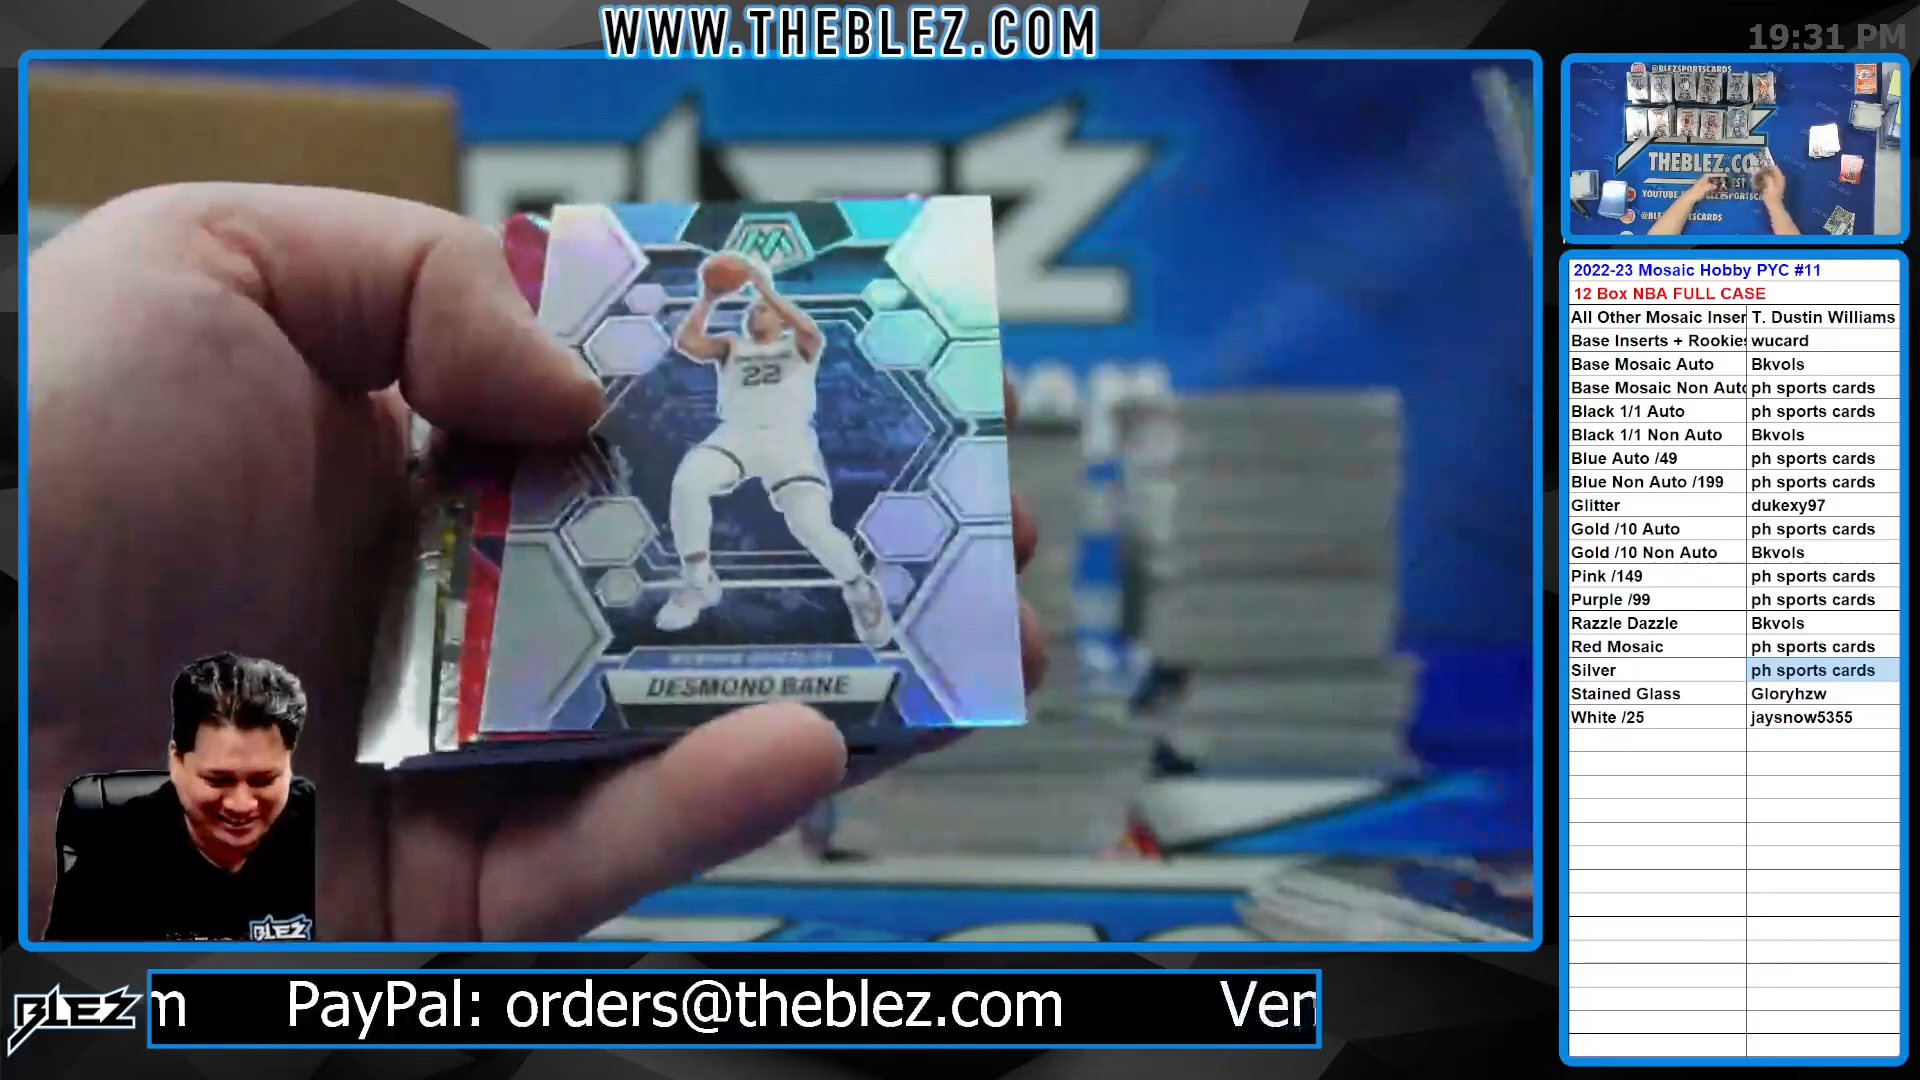 WWW.THEBLEZ.COM
19:31 PM
BLEZ
22
DESMOND BANE
BLEZ
@BLEZSPORTSCARDS
THEBLEZ.CO
YOUTUBE
2022-23 Mosaic Hobby PYC #11
12 Box NBA FULL CASE
All Other Mosaic Inser T. Dustin Williams
Base Inserts + Rookies wucard
Base Mosaic Auto Bkvols
Base Mosaic Non Auto ph sports cards
Black 1/1 Auto ph sports cards
Black 1/1 Non Auto Bkvols
Blue Auto /49 ph sports cards
Blue Non Auto /199 ph sports cards
Glitter dukexy97
Gold /10 Auto ph sports cards
Gold /10 Non Auto Bkvols
Pink /149 ph sports cards
Purple /99 ph sports cards
Razzle Dazzle Bkvols
Red Mosaic ph sports cards
Silver ph sports cards
Stained Glass Gloryhzw
White /25 jaysnow5355
BLEZ
m PayPal: orders@theblez.com Ven